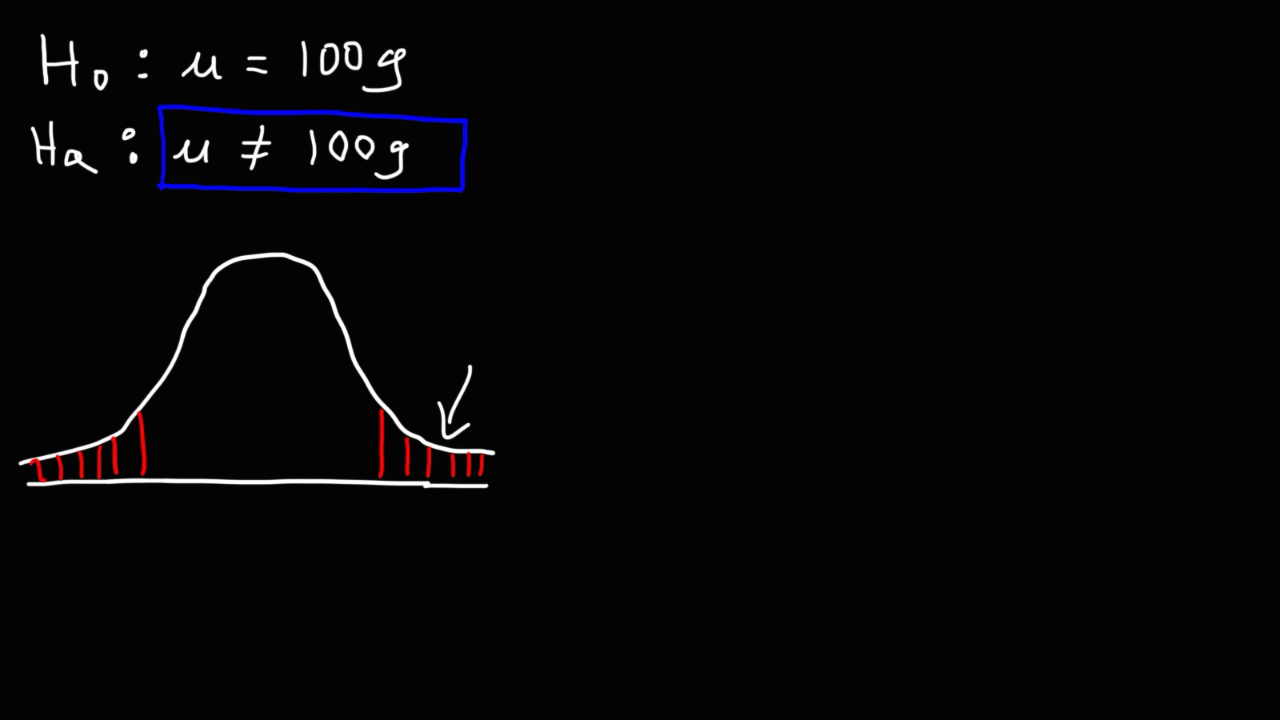 H₀ : μ = 100g
Hₐ : μ ≠ 100g